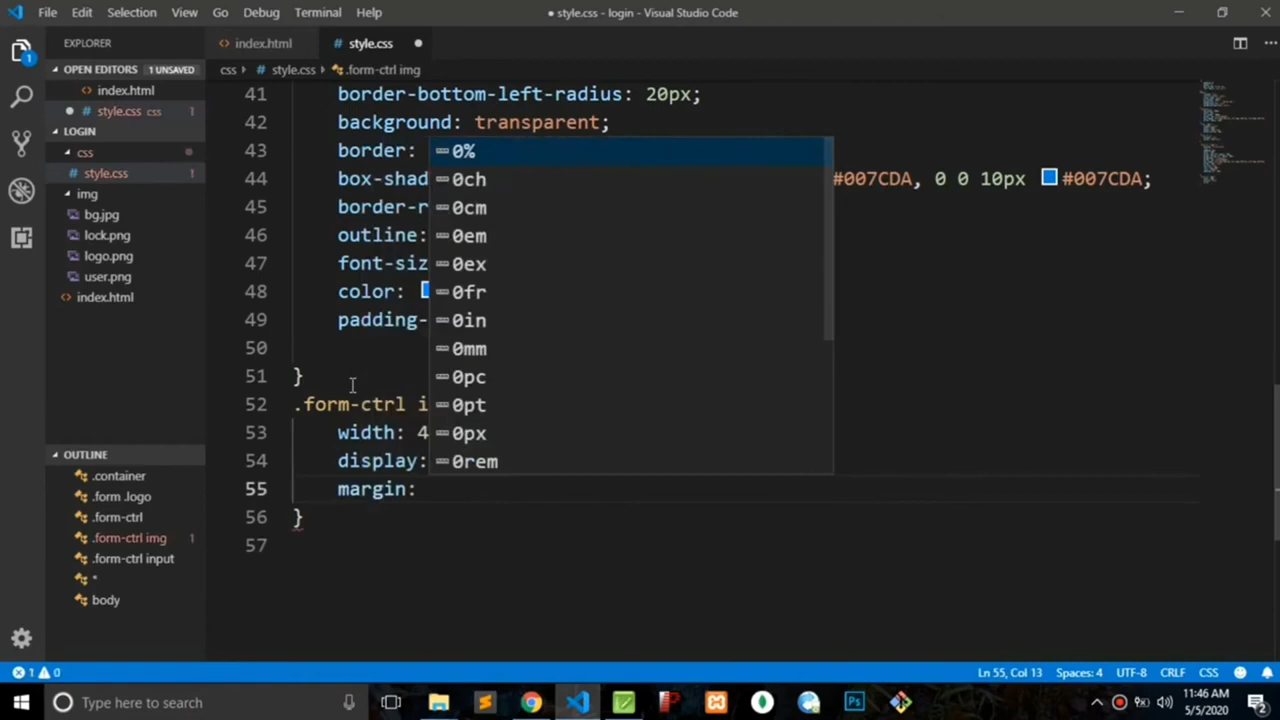 File Edit Selection View Go Debug Terminal Help
● style.css - login - Visual Studio Code
EXPLORER
OPEN EDITORS 1 UNSAVED
index.html
style.css css 1
LOGIN
css
style.css 1
img
bg.jpg
lock.png
logo.png
user.png
index.html
OUTLINE
.container
.form .logo
.form-ctrl
.form-ctrl img 1
.form-ctrl input
*
body
index.html
style.css
css > style.css > .form-ctrl img
41 border-bottom-left-radius: 20px;
42 background: transparent;
43 border:
44 box-shad #007CDA, 0 0 10px #007CDA;
45 border-r
46 outline:
47 font-siz
48 color:
49 padding-
50
51 }
52 .form-ctrl i
53 width: 4
54 display:
55 margin:
56 }
57
0%
0ch
0cm
0em
0ex
0fr
0in
0mm
0pc
0pt
0px
0rem
1 0
Ln 55, Col 13 Spaces: 4 UTF-8 CRLF CSS
Type here to search
11:46 AM
5/5/2020
2